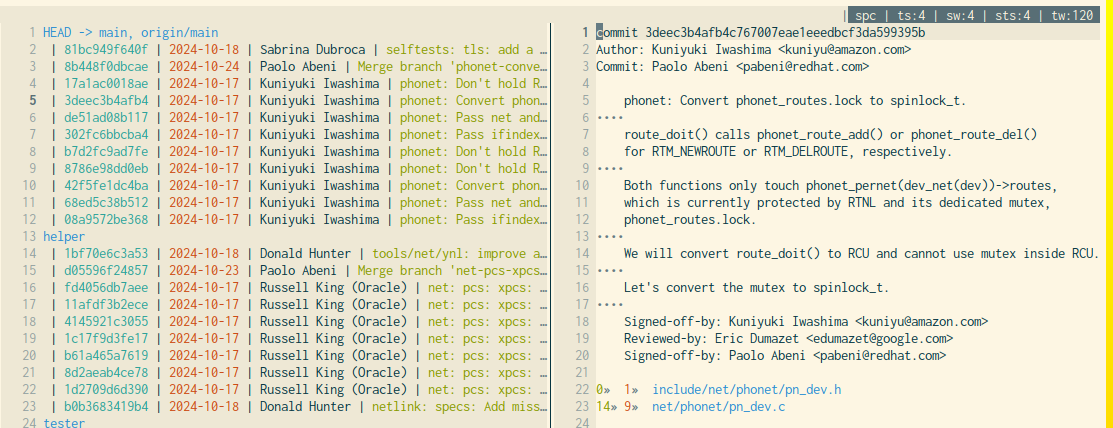 spc | ts:4 | sw:4 | sts:4 | tw:120
1 HEAD -> main, origin/main
2 | 81bc949f640f | 2024-10-18 | Sabrina Dubroca | selftests: tls: add a …
3 | 8b448f0dbcae | 2024-10-24 | Paolo Abeni | Merge branch 'phonet-conve…
4 | 17a1ac0018ae | 2024-10-17 | Kuniyuki Iwashima | phonet: Don't hold R…
5 | 3deec3b4afb4 | 2024-10-17 | Kuniyuki Iwashima | phonet: Convert phon…
6 | de51ad08b117 | 2024-10-17 | Kuniyuki Iwashima | phonet: Pass net and…
7 | 302fc6bbcba4 | 2024-10-17 | Kuniyuki Iwashima | phonet: Pass ifindex…
8 | b7d2fc9ad7fe | 2024-10-17 | Kuniyuki Iwashima | phonet: Don't hold R…
9 | 8786e98dd0eb | 2024-10-17 | Kuniyuki Iwashima | phonet: Don't hold R…
10 | 42f5fe1dc4ba | 2024-10-17 | Kuniyuki Iwashima | phonet: Convert phon…
11 | 68ed5c38b512 | 2024-10-17 | Kuniyuki Iwashima | phonet: Pass net and…
12 | 08a9572be368 | 2024-10-17 | Kuniyuki Iwashima | phonet: Pass ifindex…
13 helper
14 | 1bf70e6c3a53 | 2024-10-18 | Donald Hunter | tools/net/ynl: improve a…
15 | d05596f24857 | 2024-10-23 | Paolo Abeni | Merge branch 'net-pcs-xpcs…
16 | fd4056db7aee | 2024-10-17 | Russell King (Oracle) | net: pcs: xpcs: …
17 | 11afdf3b2ece | 2024-10-17 | Russell King (Oracle) | net: pcs: xpcs: …
18 | 4145921c3055 | 2024-10-17 | Russell King (Oracle) | net: pcs: xpcs: …
19 | 1c17f9d3fe17 | 2024-10-17 | Russell King (Oracle) | net: pcs: xpcs: …
20 | b61a465a7619 | 2024-10-17 | Russell King (Oracle) | net: pcs: xpcs: …
21 | 8d2aeab4ce78 | 2024-10-17 | Russell King (Oracle) | net: pcs: xpcs: …
22 | 1d2709d6d390 | 2024-10-17 | Russell King (Oracle) | net: pcs: xpcs: …
23 | b0b3683419b4 | 2024-10-18 | Donald Hunter | netlink: specs: Add miss…
24 tester
1 commit 3deec3b4afb4c767007eae1eeedbcf3da599395b
2 Author: Kuniyuki Iwashima <kuniyu@amazon.com>
3 Commit: Paolo Abeni <pabeni@redhat.com>
4
5 phonet: Convert phonet_routes.lock to spinlock_t.
6 ····
7 route_doit() calls phonet_route_add() or phonet_route_del()
8 for RTM_NEWROUTE or RTM_DELROUTE, respectively.
9 ····
10 Both functions only touch phonet_pernet(dev_net(dev))->routes,
11 which is currently protected by RTNL and its dedicated mutex,
12 phonet_routes.lock.
13 ····
14 We will convert route_doit() to RCU and cannot use mutex inside RCU.
15 ····
16 Let's convert the mutex to spinlock_t.
17 ····
18 Signed-off-by: Kuniyuki Iwashima <kuniyu@amazon.com>
19 Reviewed-by: Eric Dumazet <edumazet@google.com>
20 Signed-off-by: Paolo Abeni <pabeni@redhat.com>
21
22 0» 1» include/net/phonet/pn_dev.h
23 14» 9» net/phonet/pn_dev.c
24